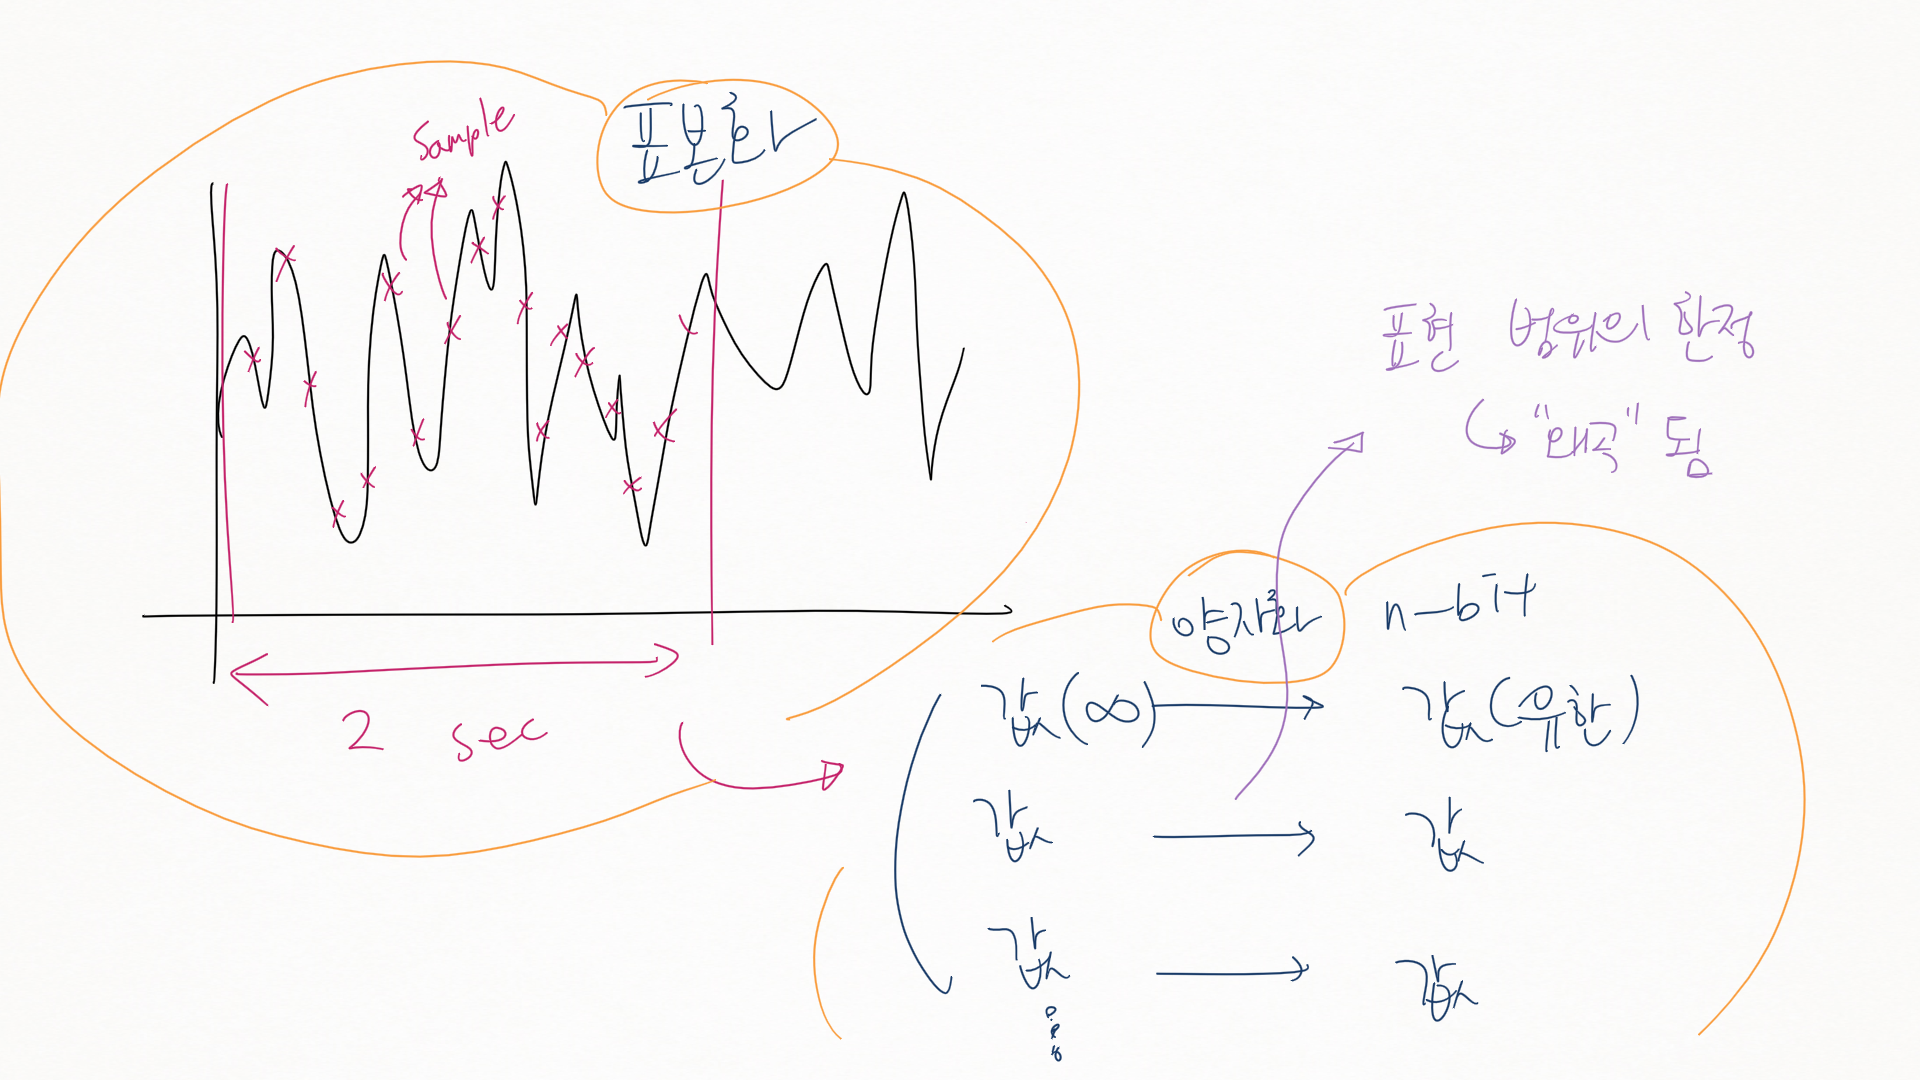 표본화
Sample
2 sec
표현 범위의 한정
"왜곡" 됨
양자화 n-bit
값(∞) 값(유한)
값 값
값 값